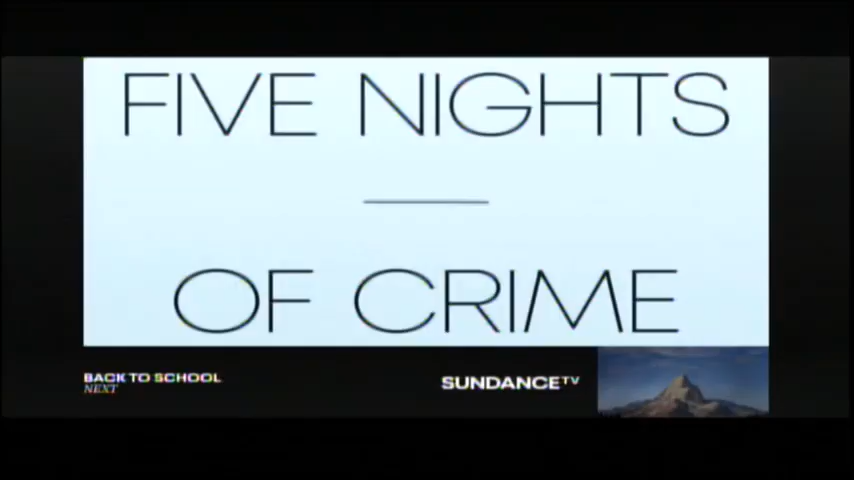 FIVE NIGHTS
OF CRIME
BACK TO SCHOOL
NEXT
SUNDANCETV